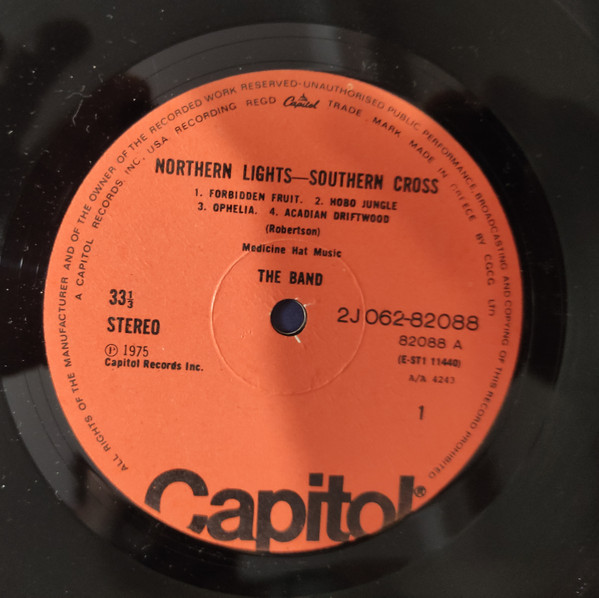 ALL RIGHTS OF THE MANUFACTURER AND OF THE OWNER OF THE RECORDED WORK RESERVED-UNAUTHORISED PUBLIC PERFORMANCE, BROADCASTING AND COPYING OF THIS RECORD PROHIBITED
A CAPITOL RECORDS, INC, USA RECORDING REGD Capitol TRADE-MARK MADE IN GREECE BY CGCG Ltd
NORTHERN LIGHTS—SOUTHERN CROSS
1. FORBIDDEN FRUIT. 2. HOBO JUNGLE
3. OPHELIA. 4. ACADIAN DRIFTWOOD
(Robertson)
Medicine Hat Music
THE BAND
33⅓
STEREO
℗ 1975
Capitol Records Inc.
2J 062-82088
82088 A
(E-ST1 11440)
A/A 4243
1
Capitol®